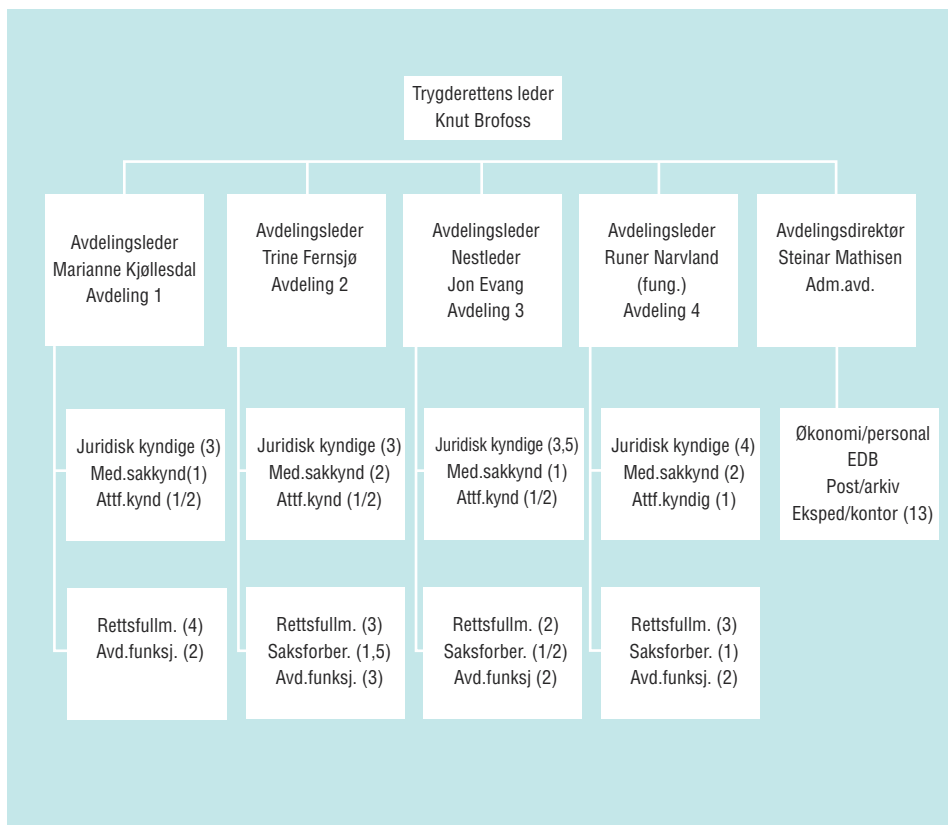 Trygderettens leder
Knut Brofoss
Avdelingsleder
Marianne Kjøllesdal
Avdeling 1
Avdelingsleder
Trine Fernsjø
Avdeling 2
Avdelingsleder
Nestleder
Jon Evang
Avdeling 3
Avdelingsleder
Runer Narvland
(fung.)
Avdeling 4
Avdelingsdirektør
Steinar Mathisen
Adm.avd.
Juridisk kyndige (3)
Med.sakkynd(1)
Attf.kynd (1/2)
Juridisk kyndige (3)
Med.sakkynd (2)
Attf.kynd (1/2)
Juridisk kyndige (3,5)
Med.sakkynd (1)
Attf.kynd (1/2)
Juridisk kyndige (4)
Med.sakkynd (2)
Attf.kyndig (1)
Økonomi/personal
EDB
Post/arkiv
Eksped/kontor (13)
Rettsfullm. (4)
Avd.funksj. (2)
Rettsfullm. (3)
Saksforber. (1,5)
Avd.funksj. (3)
Rettsfullm. (2)
Saksforber. (1/2)
Avd.funksj (2)
Rettsfullm. (3)
Saksforber. (1)
Avd.funksj. (2)